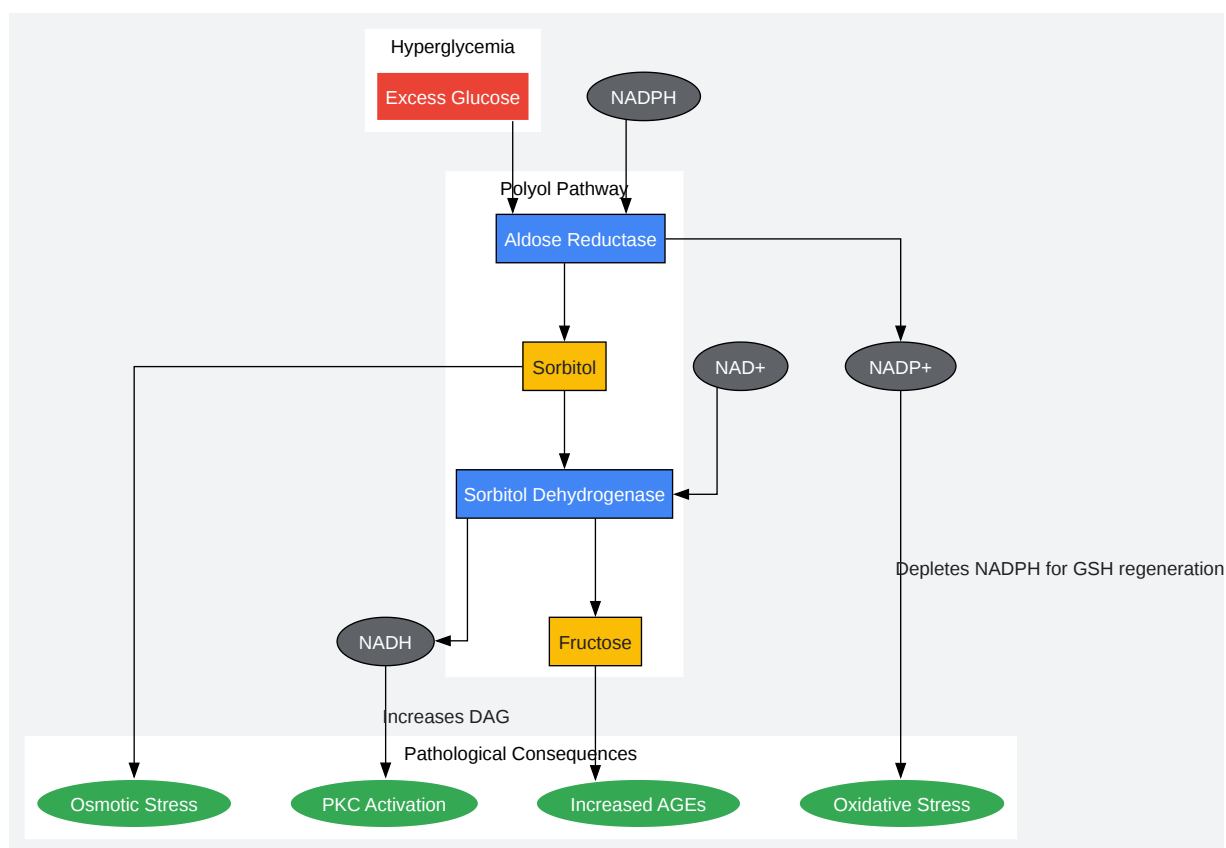 Hyperglycemia
Excess Glucose
NADPH
Polyol Pathway
Aldose Reductase
Sorbitol
NAD+
NADP+
Sorbitol Dehydrogenase
Depletes NADPH for GSH regeneration
NADH
Fructose
Increases DAG
Pathological Consequences
Osmotic Stress
PKC Activation
Increased AGEs
Oxidative Stress